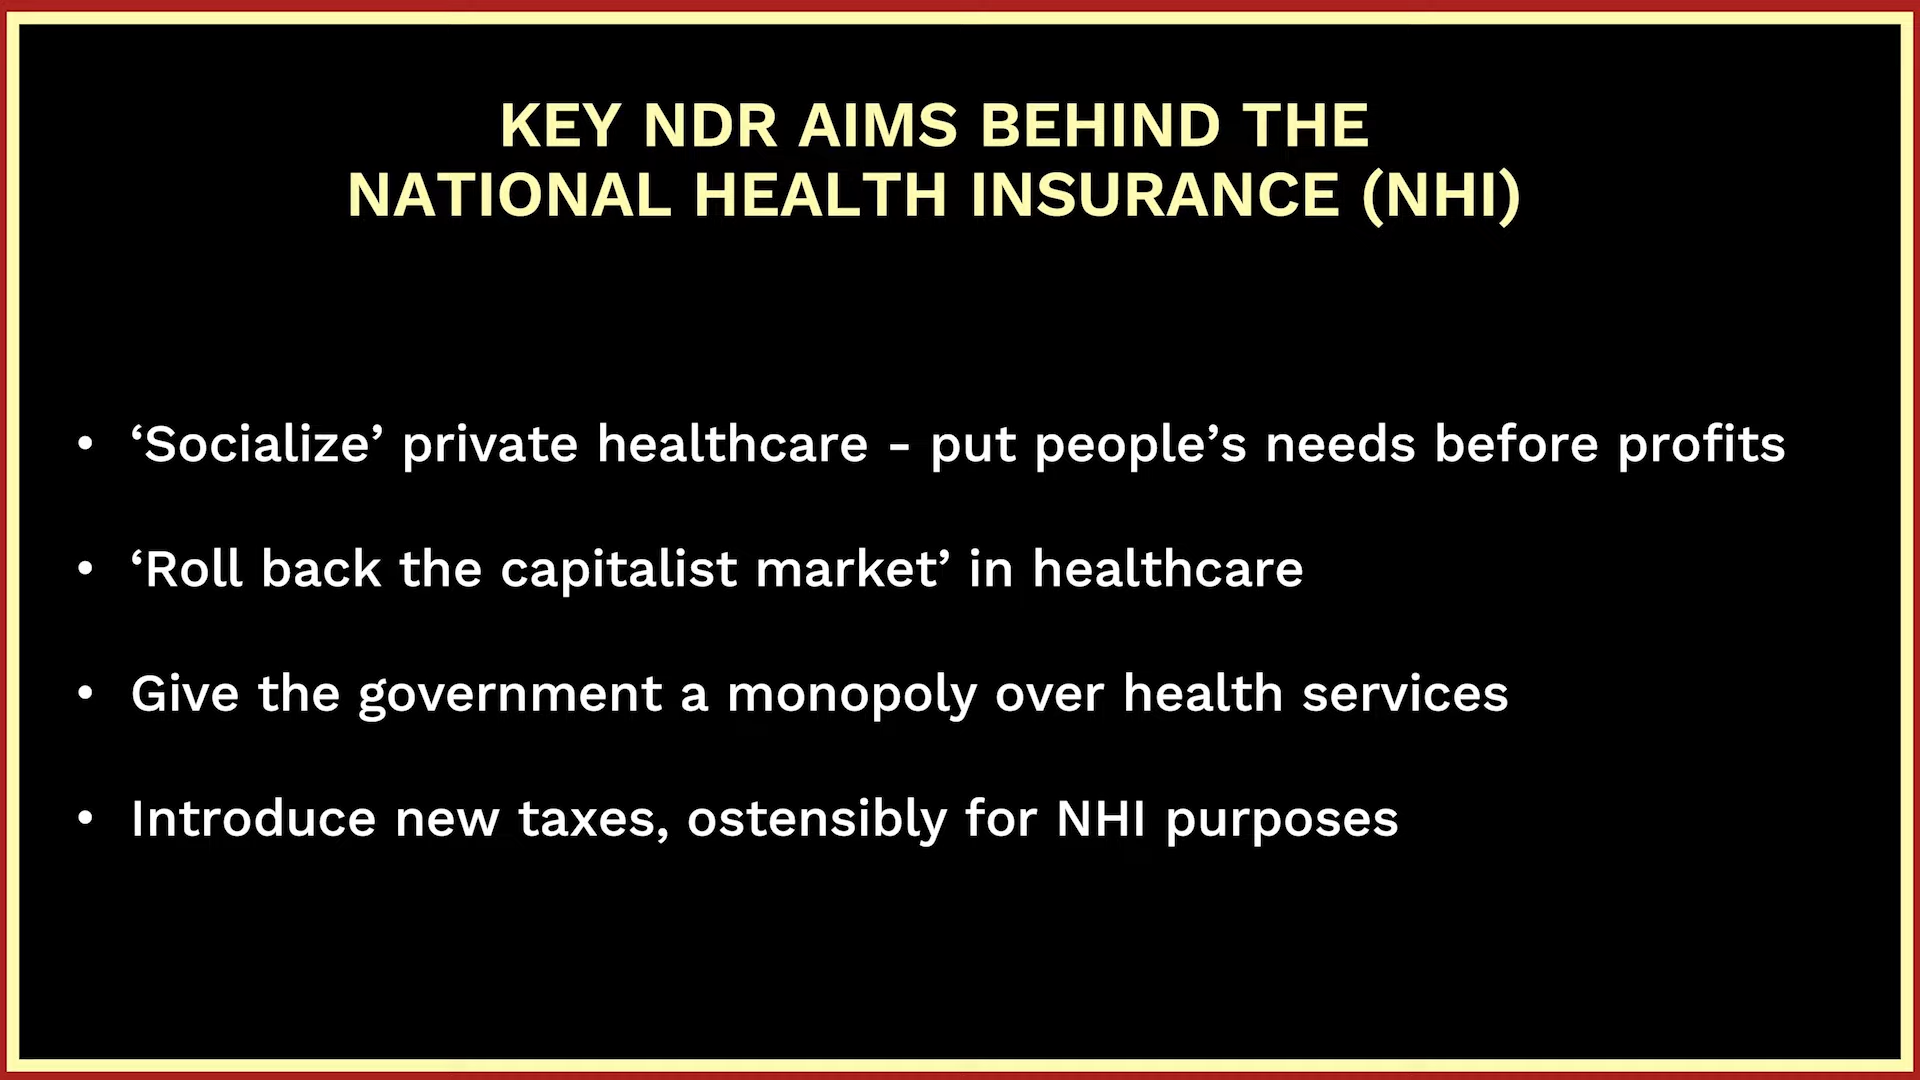 KEY NDR AIMS BEHIND THE
NATIONAL HEALTH INSURANCE (NHI)
• ‘Socialize’ private healthcare - put people’s needs before profits
• ‘Roll back the capitalist market’ in healthcare
• Give the government a monopoly over health services
• Introduce new taxes, ostensibly for NHI purposes